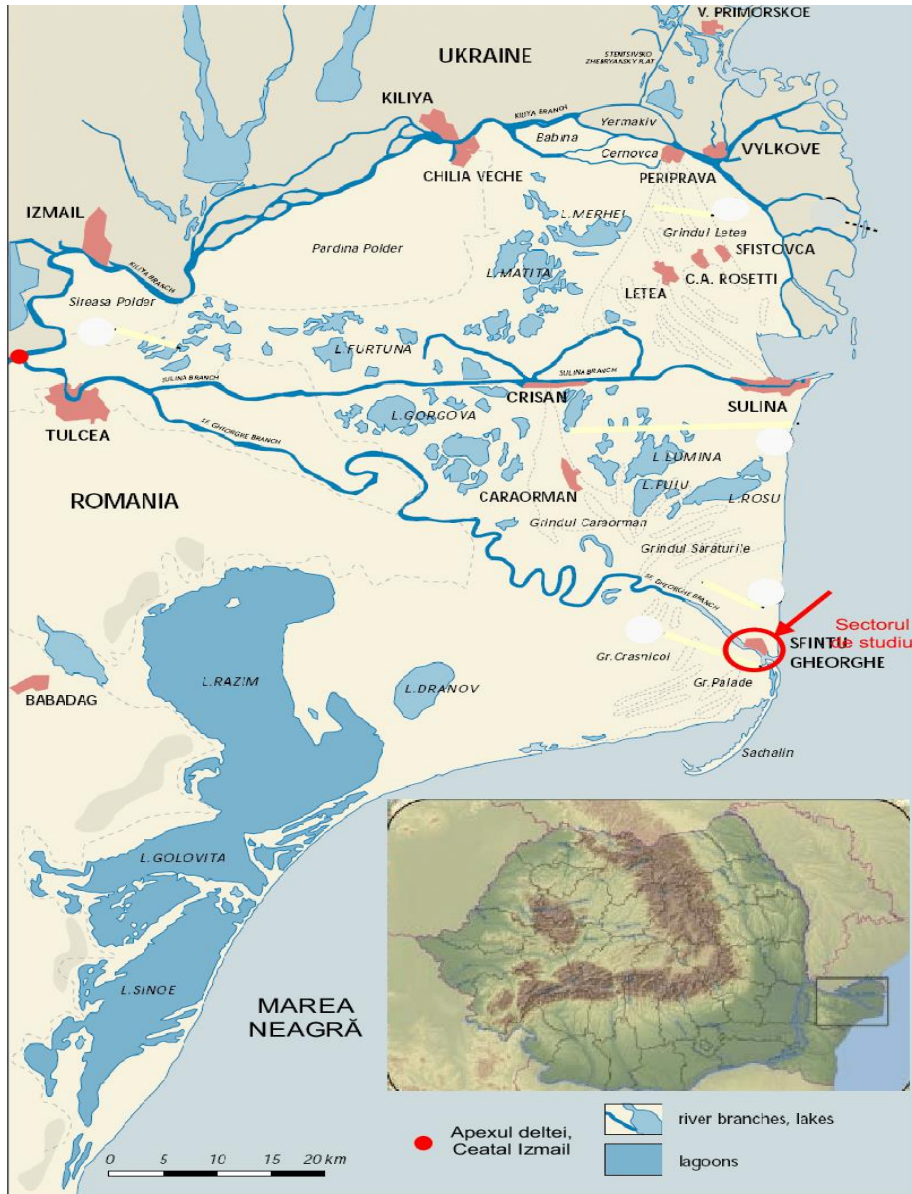 V. PRIMORSKOE
STENTSIVSKO
ZHEBRYANSKY PLAT
UKRAINE
KILIYA
KILIYA BRANCH
Yermakiv
Babina
Cernovca
VYLKOVE
PERIPRAVA
CHILIA VECHE
IZMAIL
L.MERHEI
Grindul Letea
SFISTOVCA
Pardina Polder
L.MATITA
C.A. ROSETTI
LETEA
KILIYA BRANCH
Sireasa Polder
L.FURTUNA
SULINA BRANCH
SULINA BRANCH
CRISAN
SULINA
TULCEA
L.GORGOVA
SF. GHEORGHE BRANCH
L.LUMINA
ROMANIA
CARAORMAN
L.PUIU
L.ROSU
Grindul Caraorman
Grindul Saraturile
SF. GHEORGHE BRANCH
Sectorul
de studiu
SFINTU
GHEORGHE
Gr.Crasnicol
Gr.Palade
L.RAZIM
L.DRANOV
BABADAG
Sachalin
L.GOLOVITA
L.SINOE
MAREA
NEAGRĂ
Apexul deltei,
Ceatal Izmail
river branches, lakes
lagoons
0 5 10 15 20 km